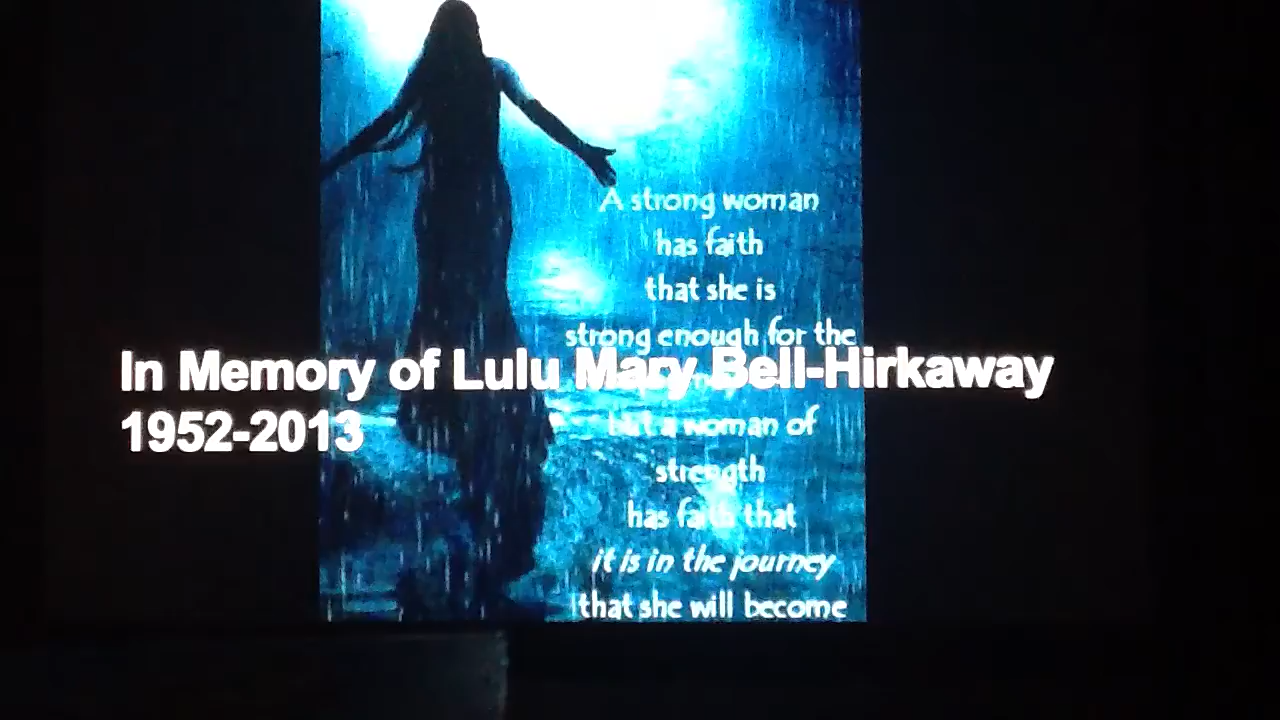 A strong woman
has faith
that she is
strong enough for the
In Memory of Lulu Mary Bell-Hirkaway
1952-2013
but a woman of
strength
has faith that
it is in the journey
that she will become